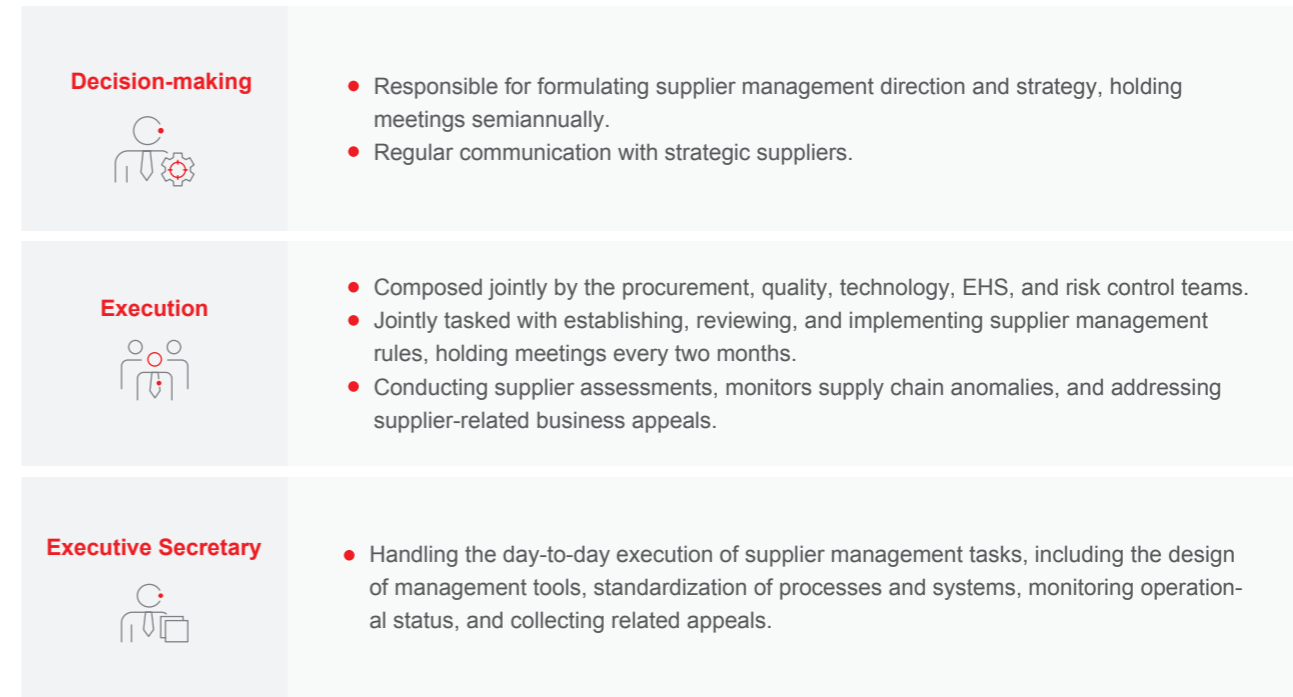 Decision-making
● Responsible for formulating supplier management direction and strategy, holding
meetings semiannually.
● Regular communication with strategic suppliers.
Execution
● Composed jointly by the procurement, quality, technology, EHS, and risk control teams.
● Jointly tasked with establishing, reviewing, and implementing supplier management
rules, holding meetings every two months.
● Conducting supplier assessments, monitors supply chain anomalies, and addressing
supplier-related business appeals.
Executive Secretary
● Handling the day-to-day execution of supplier management tasks, including the design
of management tools, standardization of processes and systems, monitoring operation-
al status, and collecting related appeals.